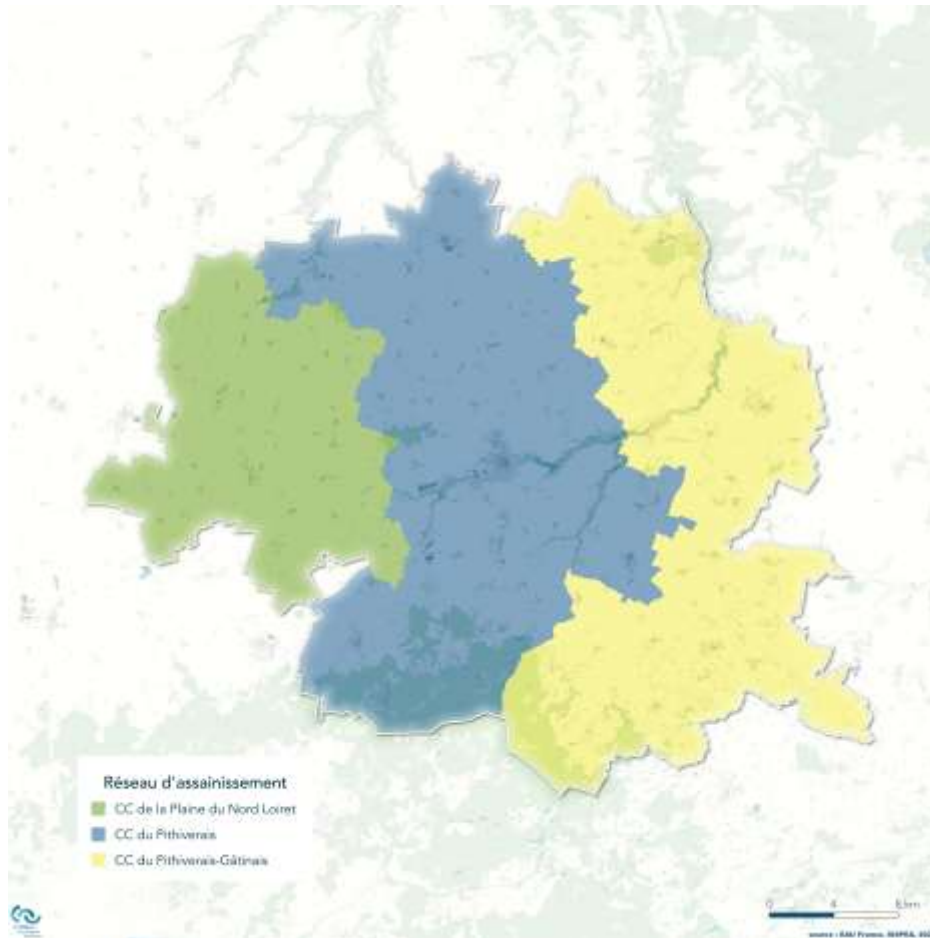 Réseau d'assainissement
CC de la Plaine du Nord Loiret
CC du Pithiverais
CC du Pithiverais-Gâtinais
0 4 8 km